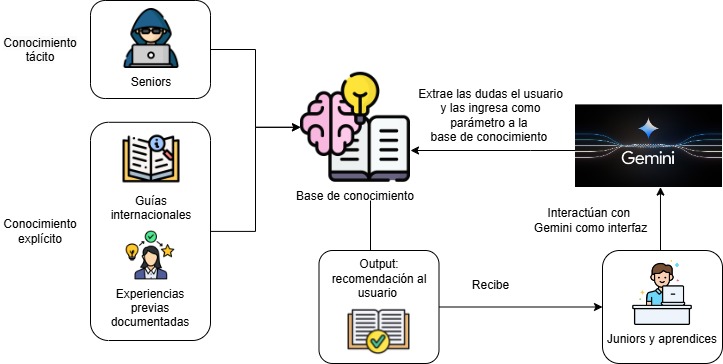 Conocimiento
tácito
Seniors
Conocimiento
explícito
Guías
internacionales
Experiencias
previas
documentadas
Base de conocimiento
Extrae las dudas el usuario
y las ingresa como
parámetro a la
base de conocimiento
Gemini
Interactúan con
Gemini como interfaz
Output:
recomendación al
usuario
Recibe
Juniors y aprendices